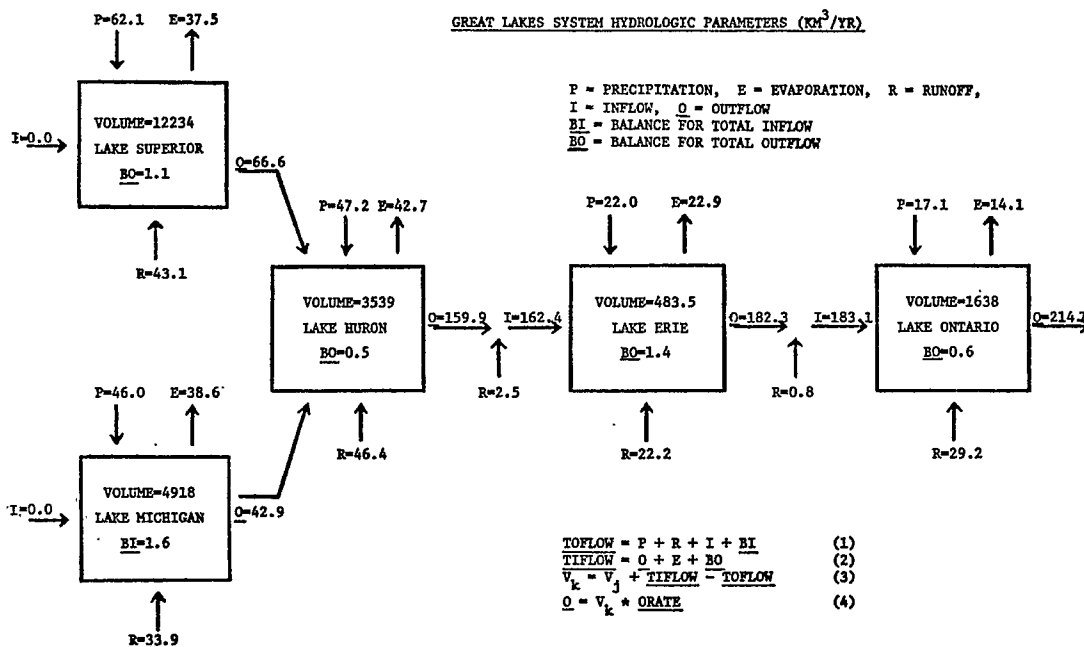 GREAT LAKES SYSTEM HYDROLOGIC PARAMETERS (KM³/YR)
P = PRECIPITATION, E = EVAPORATION, R = RUNOFF,
I = INFLOW, O = OUTFLOW
BI = BALANCE FOR TOTAL INFLOW
BO = BALANCE FOR TOTAL OUTFLOW
P=62.1 E=37.5
I=0.0
VOLUME=12234
LAKE SUPERIOR
BO=1.1
O=66.6
R=43.1
P=47.2 E=42.7
VOLUME=3539
LAKE HURON
BO=0.5
O=159.9
R=46.4
R=2.5
I=162.4
P=22.0 E=22.9
VOLUME=483.5
LAKE ERIE
BO=1.4
O=182.3
R=22.2
R=0.8
I=183.1
P=17.1 E=14.1
VOLUME=1638
LAKE ONTARIO
BO=0.6
R=29.2
P=46.0 E=38.6
I=0.0
VOLUME=4918
LAKE MICHIGAN
BI=1.6
O=42.9
R=33.9
TOFLOW = P + R + I + BI (1)
TIFLOW = O + E + BO (2)
Vk = Vj + TIFLOW - TOFLOW (3)
O = Vk * ORATE (4)